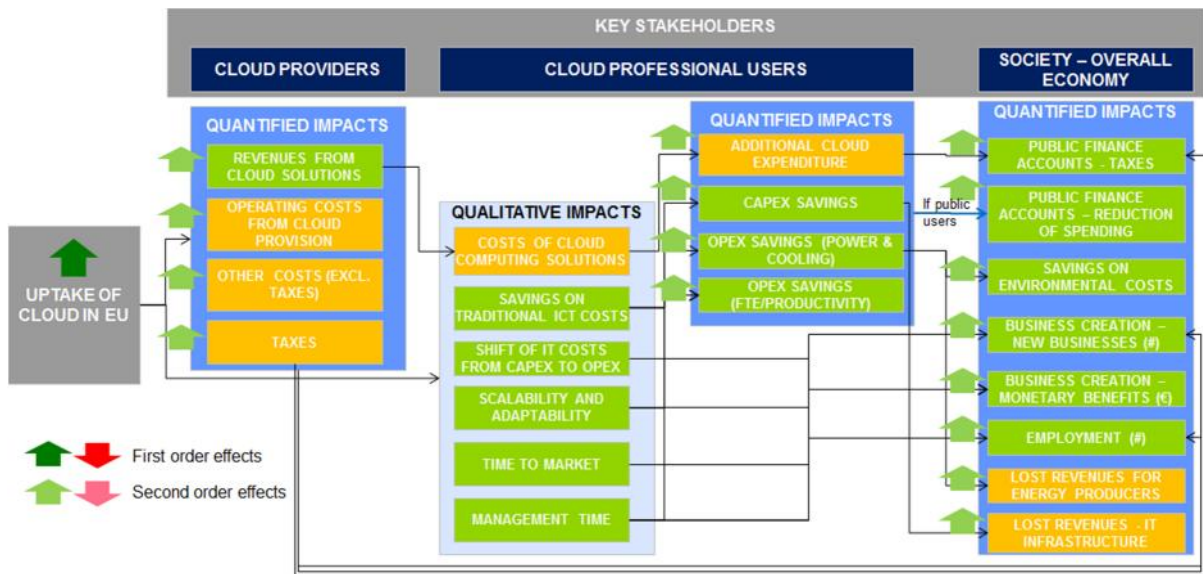 KEY STAKEHOLDERS
CLOUD PROVIDERS
CLOUD PROFESSIONAL USERS
SOCIETY – OVERALL
ECONOMY
UPTAKE OF
CLOUD IN EU
QUANTIFIED IMPACTS
REVENUES FROM
CLOUD SOLUTIONS
OPERATING COSTS
FROM CLOUD
PROVISION
OTHER COSTS (EXCL.
TAXES)
TAXES
QUALITATIVE IMPACTS
COSTS OF CLOUD
COMPUTING SOLUTIONS
SAVINGS ON
TRADITIONAL ICT COSTS
SHIFT OF IT COSTS
FROM CAPEX TO OPEX
SCALABILITY AND
ADAPTABILITY
TIME TO MARKET
MANAGEMENT TIME
QUANTIFIED IMPACTS
ADDITIONAL CLOUD
EXPENDITURE
CAPEX SAVINGS
OPEX SAVINGS (POWER &
COOLING)
OPEX SAVINGS
(FTE/PRODUCTIVITY)
If public
users
QUANTIFIED IMPACTS
PUBLIC FINANCE
ACCOUNTS - TAXES
PUBLIC FINANCE
ACCOUNTS – REDUCTION
OF SPENDING
SAVINGS ON
ENVIRONMENTAL COSTS
BUSINESS CREATION –
NEW BUSINESSES (#)
BUSINESS CREATION –
MONETARY BENEFITS (€)
EMPLOYMENT (#)
LOST REVENUES FOR
ENERGY PRODUCERS
LOST REVENUES - IT
INFRASTRUCTURE
First order effects
Second order effects